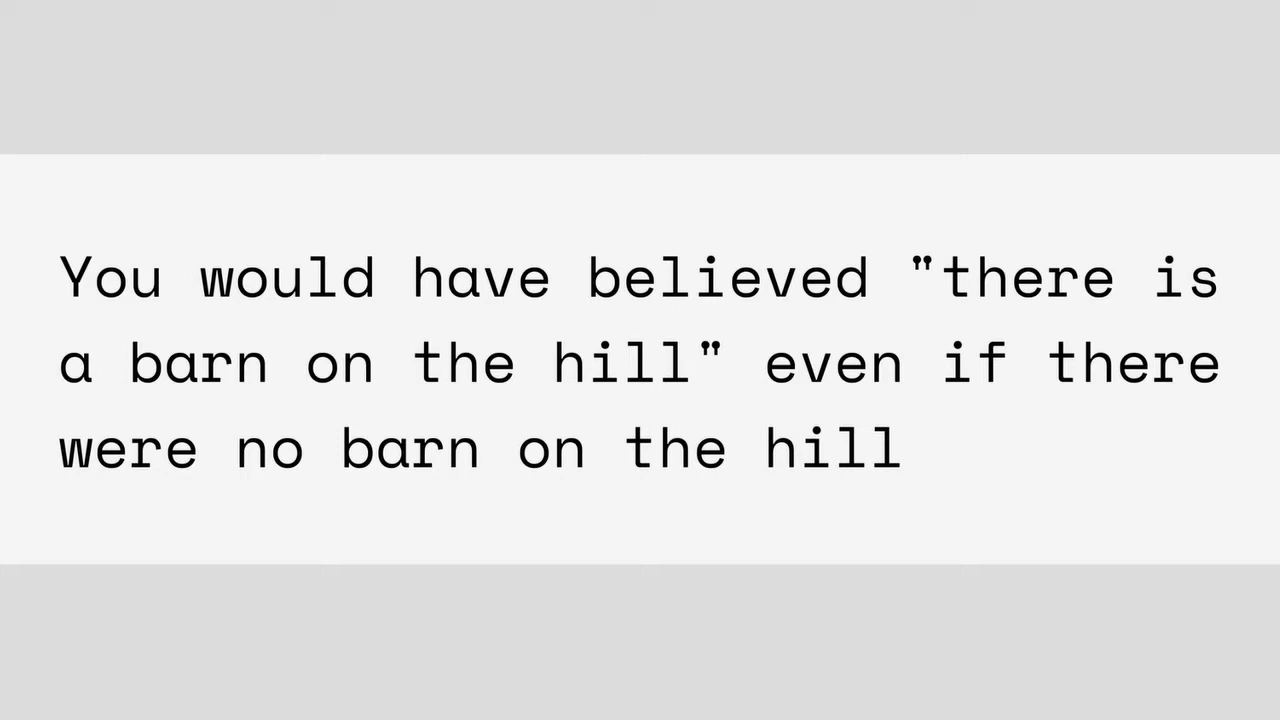 You would have believed "there is
a barn on the hill" even if there
were no barn on the hill